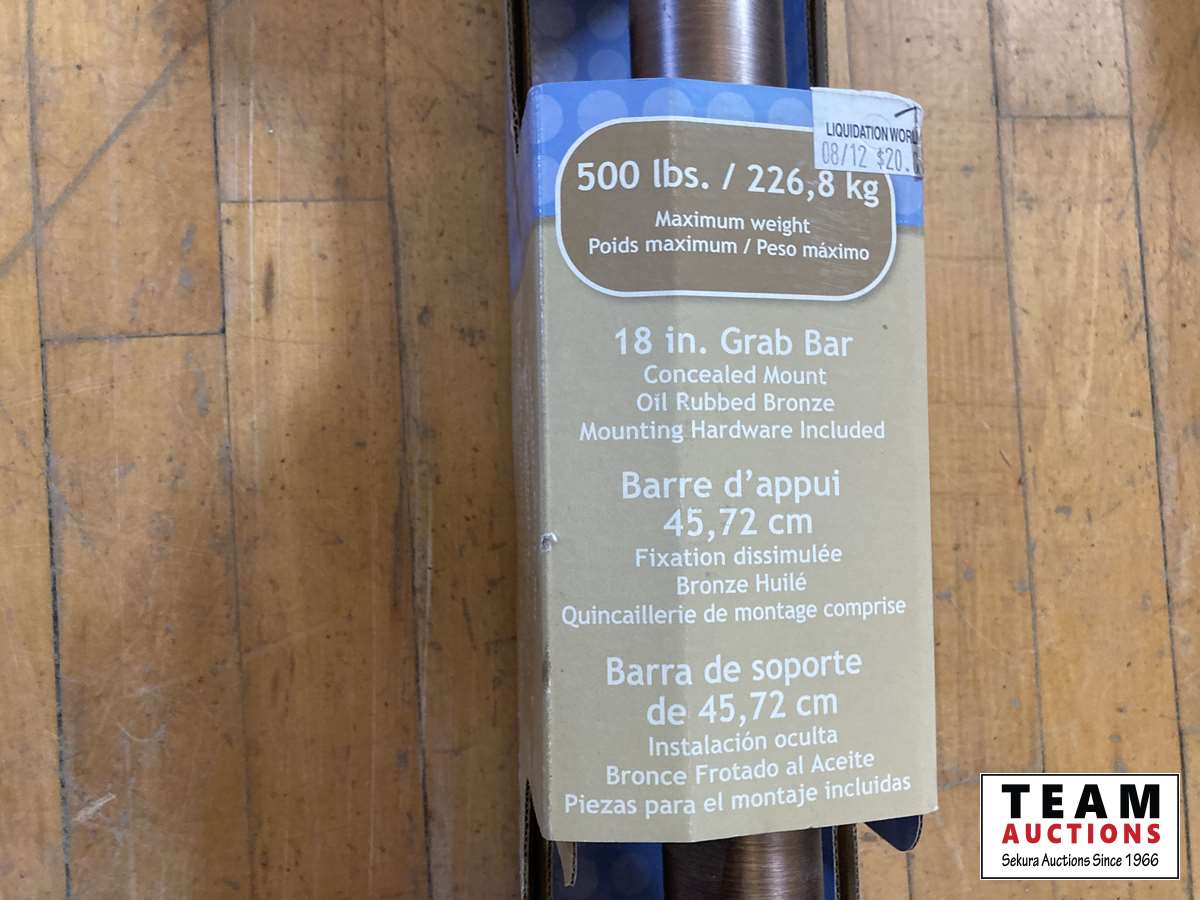 LIQUIDATION WORL
08/12 $20.
500 lbs. / 226,8 kg
Maximum weight
Poids maximum / Peso máximo
18 in. Grab Bar
Concealed Mount
Oil Rubbed Bronze
Mounting Hardware Included
Barre d'appui
45,72 cm
Fixation dissimulée
Bronze Huilé
Quincaillerie de montage comprise
Barra de soporte
de 45,72 cm
Instalación oculta
Bronce Frotado al Aceite
Piezas para el montaje incluidas
TEAM
AUCTIONS
Sekura Auctions Since 1966